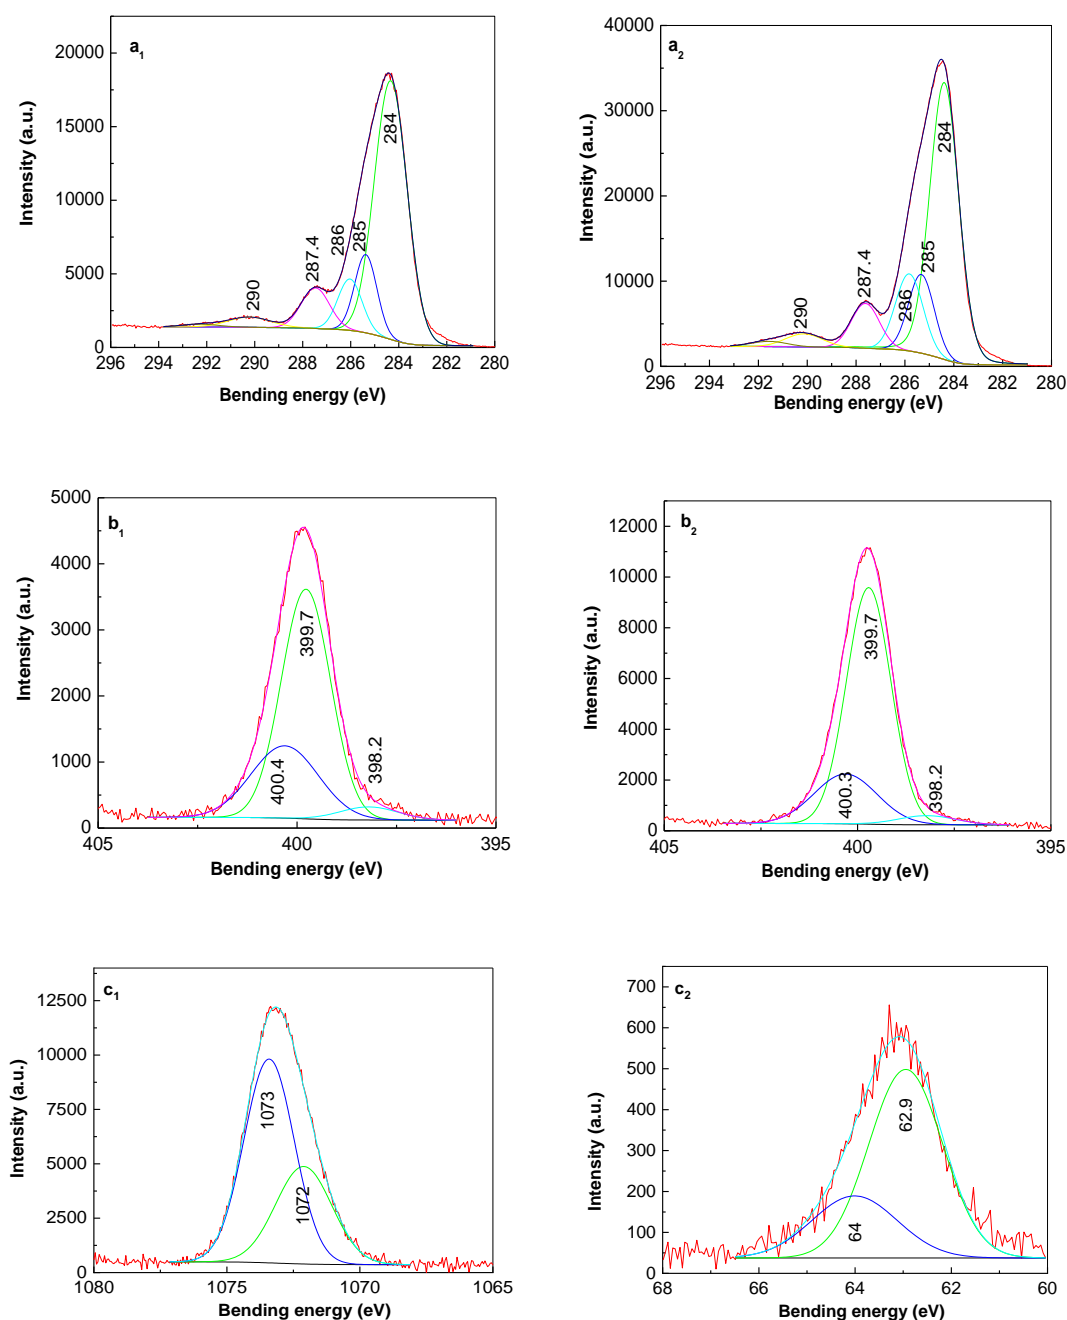 a1
20000
15000
10000
5000
0
Intensity (a.u.)
290
287.4
286
285
284
296 294 292 290 288 286 284 282 280
Bending energy (eV)
a2
40000
30000
20000
10000
0
Intensity (a.u.)
290
287.4
286
285
284
296 294 292 290 288 286 284 282 280
Bending energy (eV)
b1
5000
4000
3000
2000
1000
0
Intensity (a.u.)
400.4
399.7
398.2
405 400 395
Bending energy (eV)
b2
12000
10000
8000
6000
4000
2000
0
Intensity (a.u.)
400.3
399.7
398.2
405 400 395
Bending energy (eV)
c1
12500
10000
7500
5000
2500
0
Intensity (a.u.)
1073
1072
1080 1075 1070 1065
Bending energy (eV)
c2
700
600
500
400
300
200
100
0
Intensity (a.u.)
64
62.9
68 66 64 62 60
Bending energy (eV)